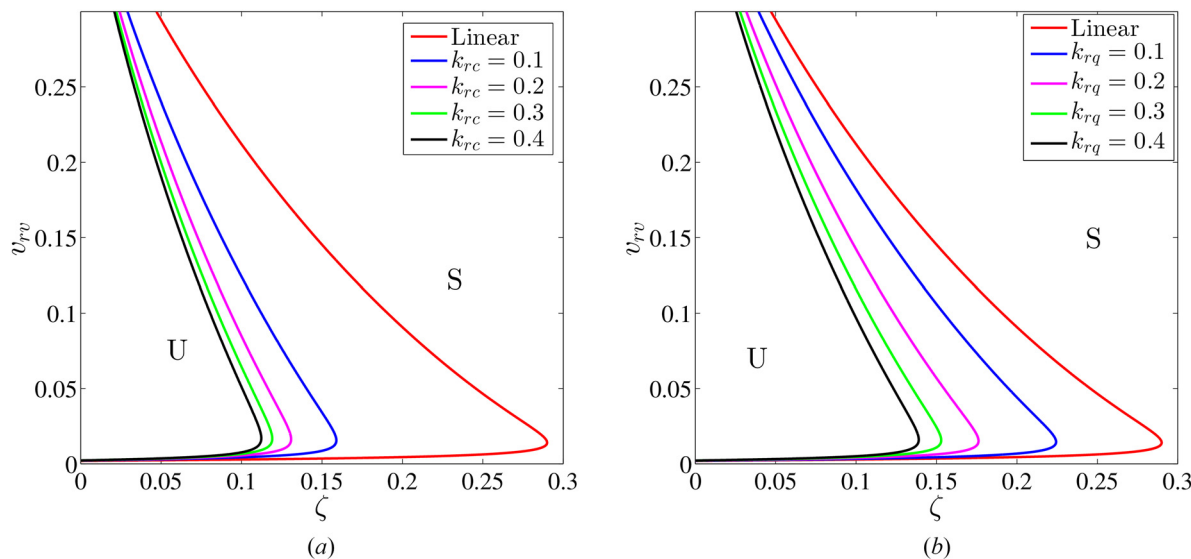 Linear
k_rc = 0.1
k_rc = 0.2
k_rc = 0.3
k_rc = 0.4
0.25
0.2
0.15
0.1
0.05
0
v_rv
S
U
0 0.05 0.1 0.15 0.2 0.25 0.3
ζ
(a)
Linear
k_rq = 0.1
k_rq = 0.2
k_rq = 0.3
k_rq = 0.4
0.25
0.2
0.15
0.1
0.05
0
v_rv
S
U
0 0.05 0.1 0.15 0.2 0.25 0.3
ζ
(b)